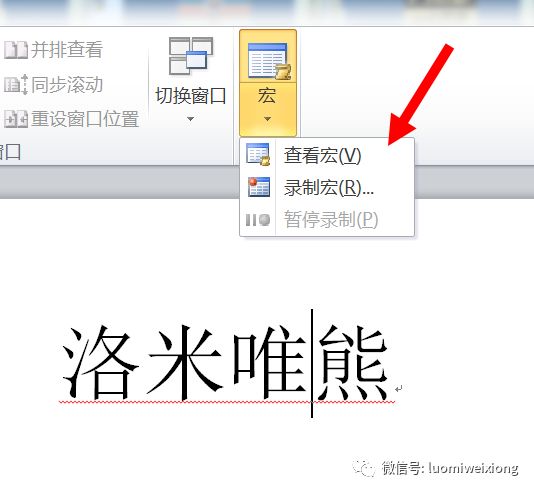 并排查看
同步滚动
重设窗口位置
切换窗口
宏
窗口
查看宏(V)
录制宏(R)...
暂停录制(P)
洛米唯熊
微信号: luomiweixiong